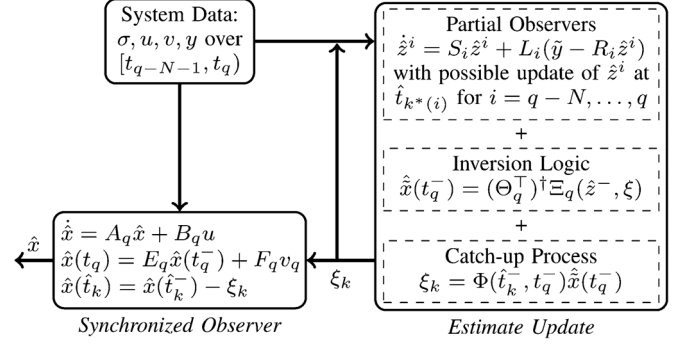 System Data:
σ, u, v, y over
[t_{q−N−1}, t_q)
Partial Observers
\dot{\hat{z}}^i = S_i \hat{z}^i + L_i(\tilde{y} − R_i \hat{z}^i)
with possible update of \hat{z}^i at
\hat{t}_{k*(i)} for i = q − N, . . . , q
+
Inversion Logic
\hat{\tilde{x}}(t_q^−) = (Θ_q^⊤)^† Ξ_q(\hat{z}^−, ξ)
+
Catch-up Process
ξ_k = Φ(\hat{t}_k^−, t_q^−)\hat{\tilde{x}}(t_q^−)
Estimate Update
ξ_k
\dot{\hat{x}} = A_q \hat{x} + B_q u
\hat{x}(t_q) = E_q \hat{x}(t_q^−) + F_q v_q
\hat{x}(\hat{t}_k) = \hat{x}(\hat{t}_k^−) − ξ_k
Synchronized Observer
\hat{x}